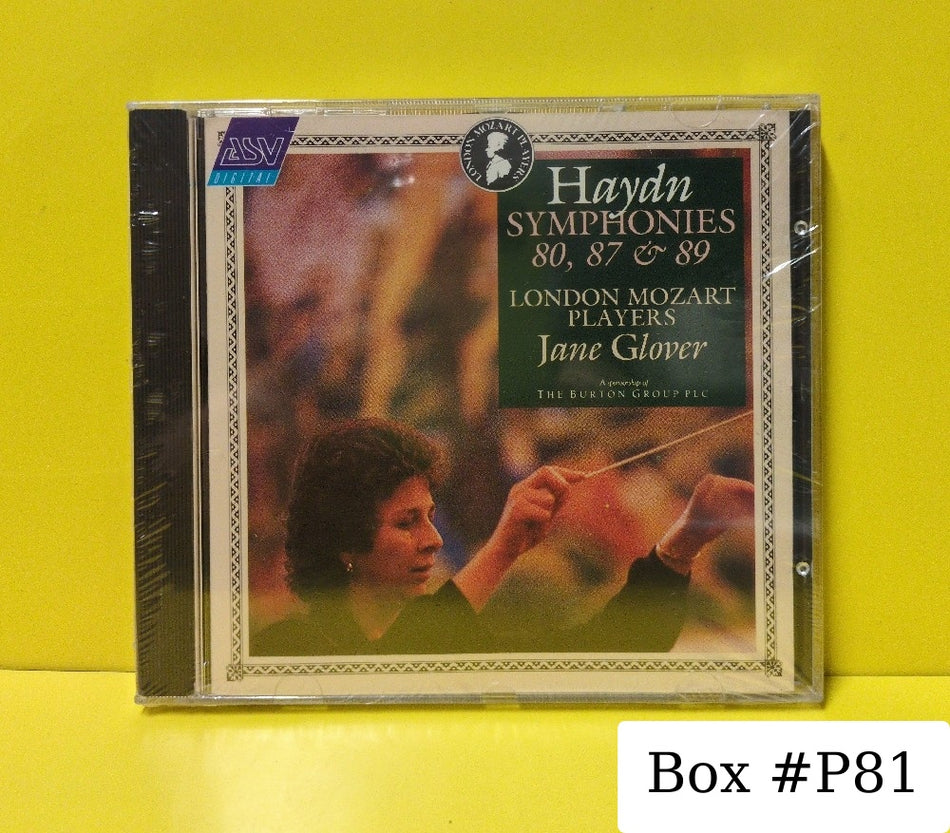 ASV
DIGITAL
LONDON MOZART PLAYERS
Haydn
SYMPHONIES
80, 87 & 89
LONDON MOZART
PLAYERS
Jane Glover
A sponsorship of
THE BURTON GROUP PLC
Box #P81